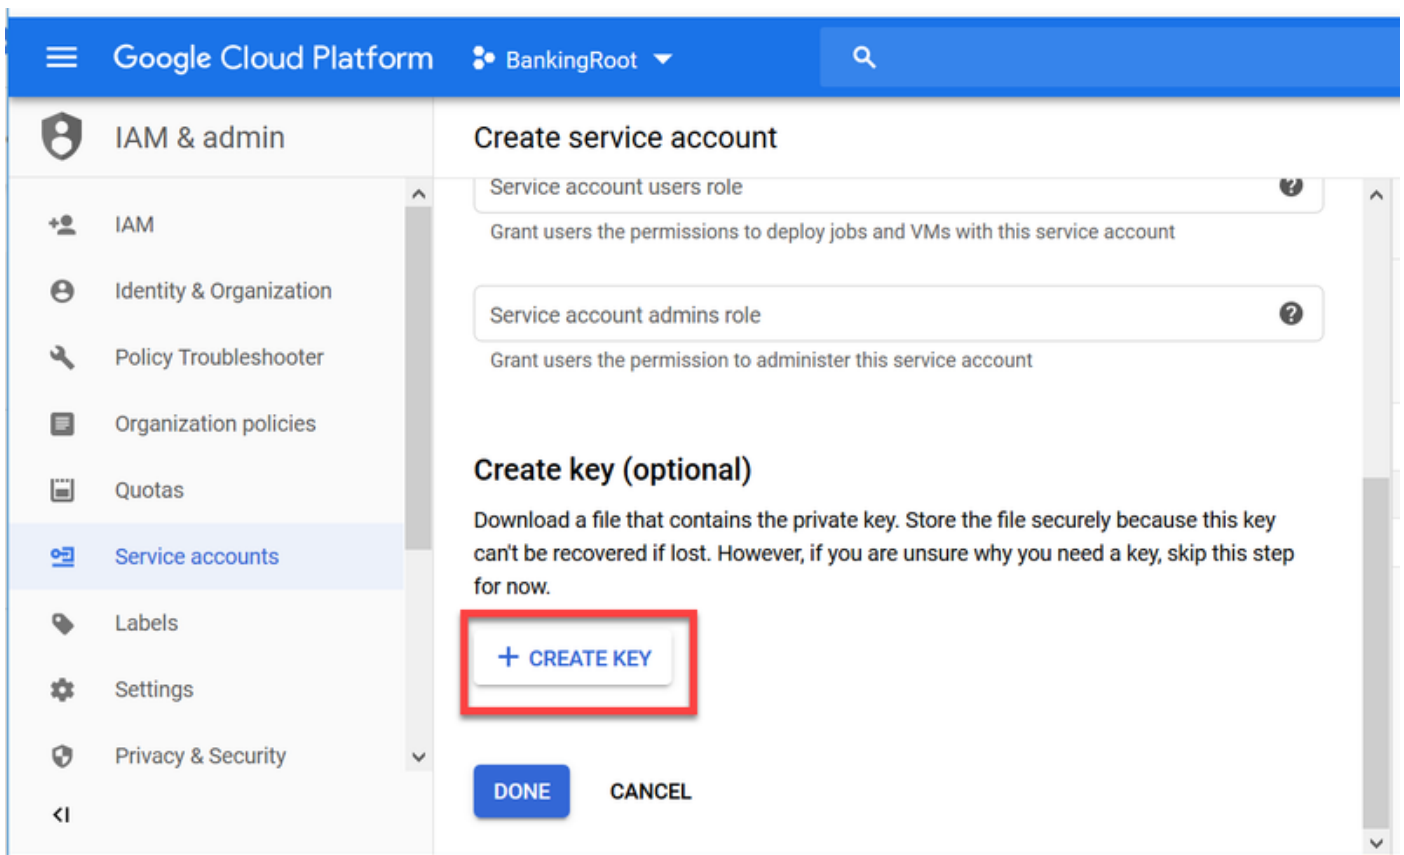 Google Cloud Platform
BankingRoot
IAM & admin
Create service account
IAM
Identity & Organization
Policy Troubleshooter
Organization policies
Quotas
Service accounts
Labels
Settings
Privacy & Security
Service account users role
Grant users the permissions to deploy jobs and VMs with this service account
Service account admins role
Grant users the permission to administer this service account
Create key (optional)
Download a file that contains the private key. Store the file securely because this key
can't be recovered if lost. However, if you are unsure why you need a key, skip this step
for now.
+ CREATE KEY
DONE CANCEL